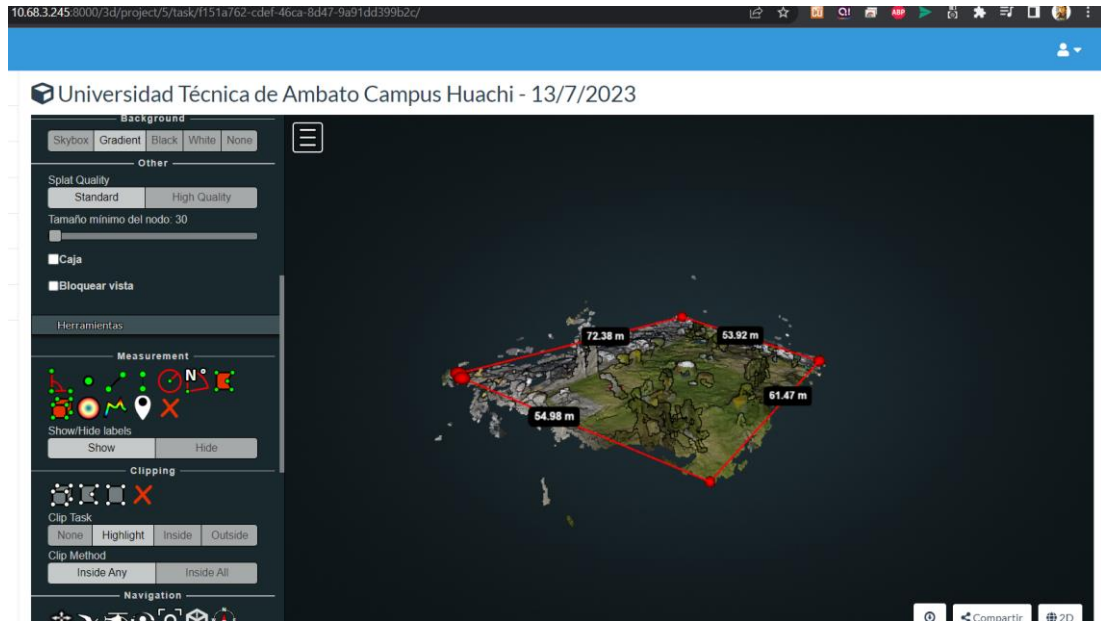 10.68.3.245:8000/3d/project/5/task/f151a762-cdef-46ca-8d47-9a91dd399b2c/
Universidad Técnica de Ambato Campus Huachi - 13/7/2023
Background
Skybox Gradient Black White None
Other
Splat Quality
Standard High Quality
Tamaño mínimo del nodo: 30
Caja
Bloquear vista
Herramientas
Measurement
N°
Show/Hide labels
Show Hide
Clipping
Clip Task
None Highlight Inside Outside
Clip Method
Inside Any Inside All
Navigation
72.38 m
53.92 m
61.47 m
54.98 m
Compartir 2D
ABP